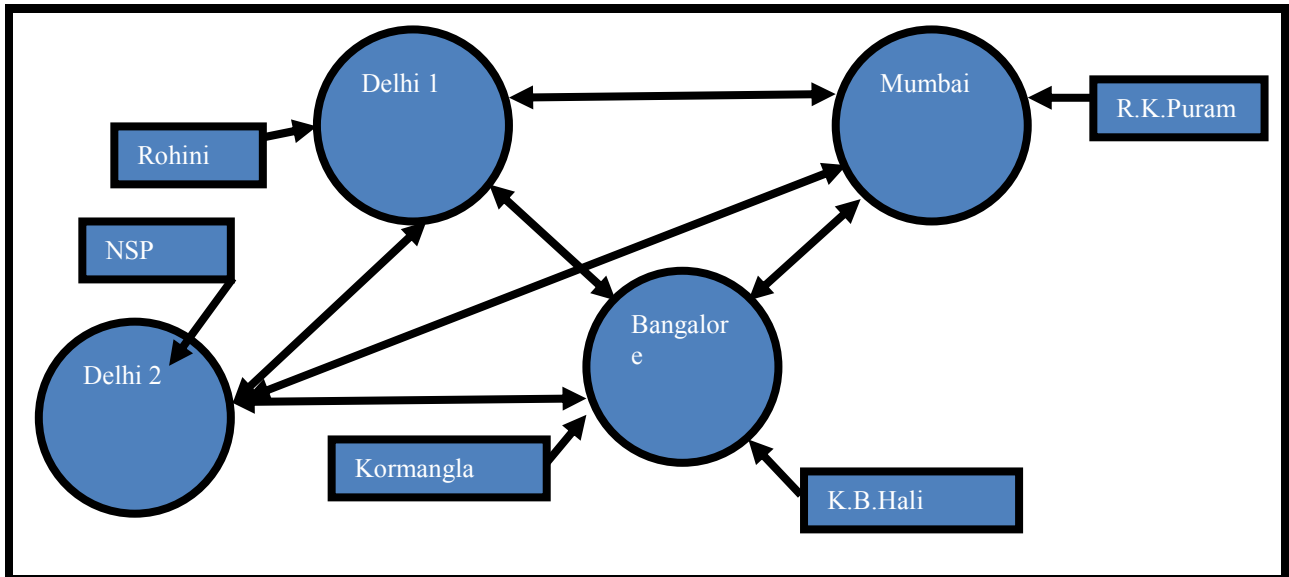 Delhi 1
Mumbai
R.K.Puram
Rohini
NSP
Bangalor
e
Delhi 2
Kormangla
K.B.Hali